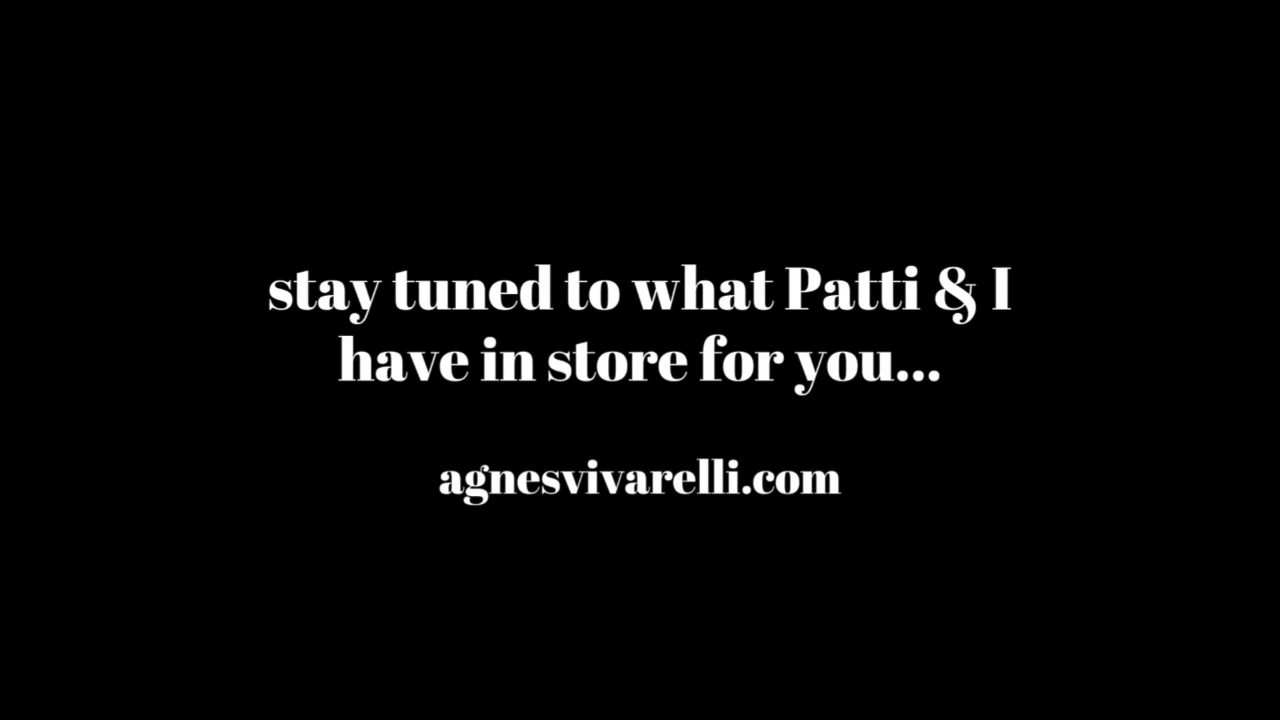 stay tuned to what Patti & I
have in store for you...
agnesvivarelli.com